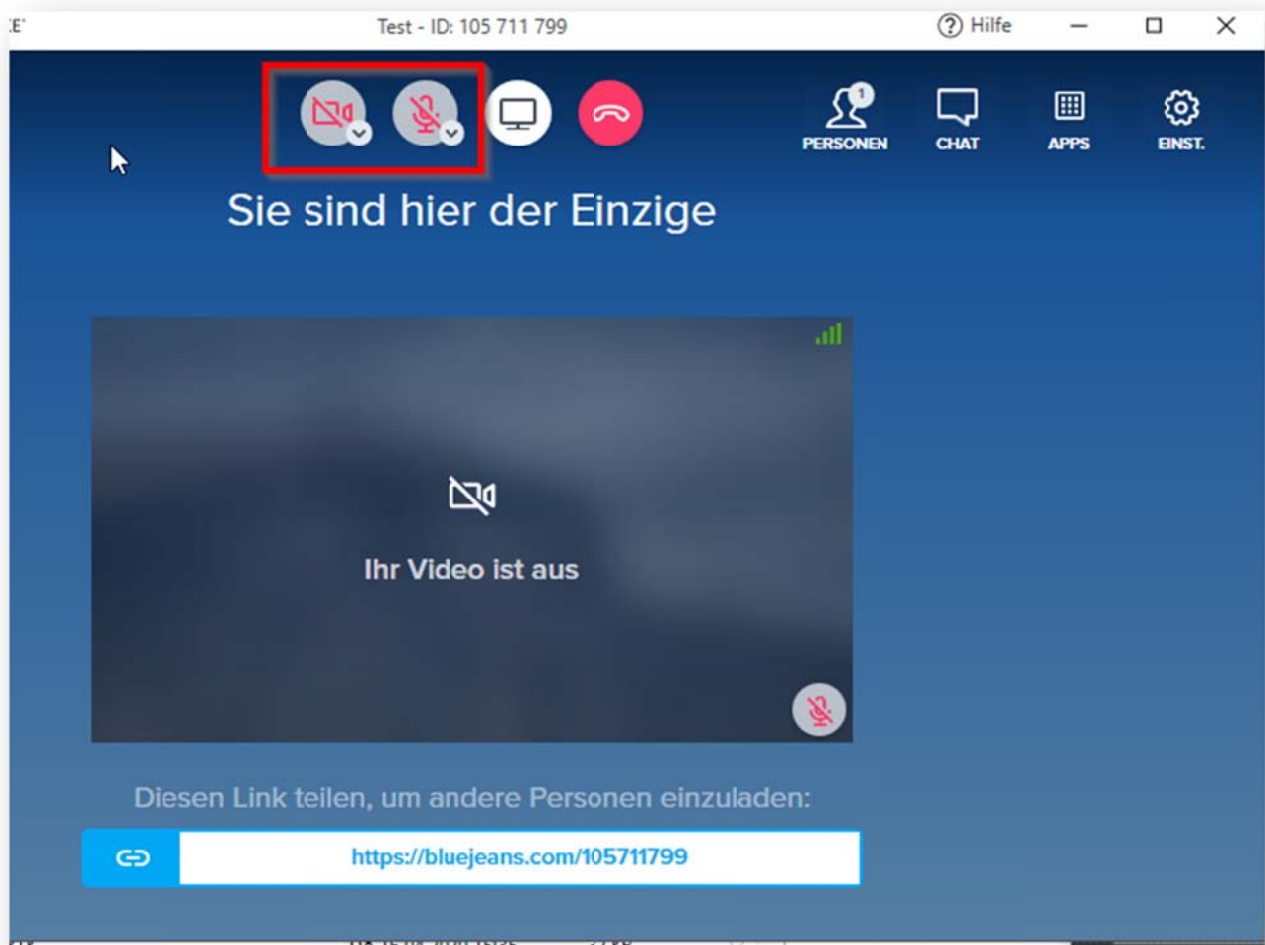 Test - ID: 105 711 799
Hilfe
1
PERSONEN
CHAT
APPS
EINST.
Sie sind hier der Einzige
Ihr Video ist aus
Diesen Link teilen, um andere Personen einzuladen:
https://bluejeans.com/105711799